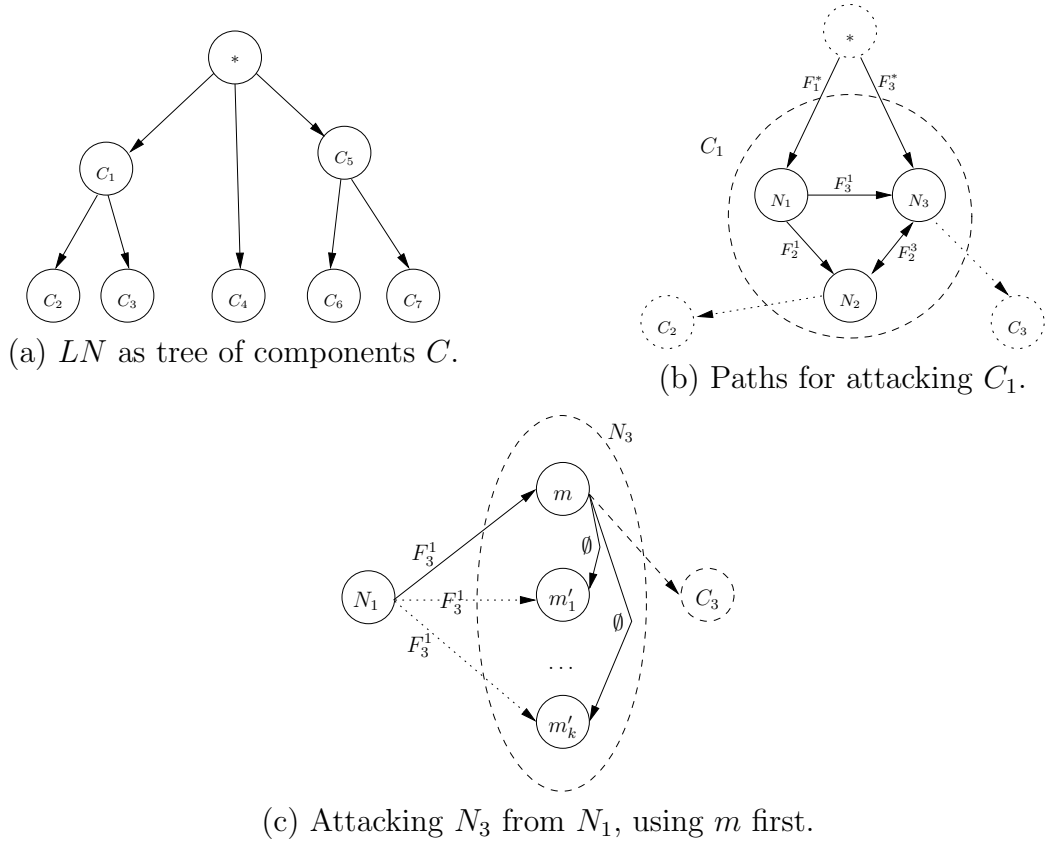 *
C₁
C₅
C₂ C₃ C₄ C₆ C₇
(a) LN as tree of components C.
*
F₁* F₃*
C₁
N₁ F₃¹ N₃
F₂¹ F₂³
N₂
C₂ C₃
(b) Paths for attacking C₁.
N₃
m
F₃¹ ∅
N₁ F₃¹ m′₁ C₃
F₃¹ ∅
...
m′ₖ
(c) Attacking N₃ from N₁, using m first.